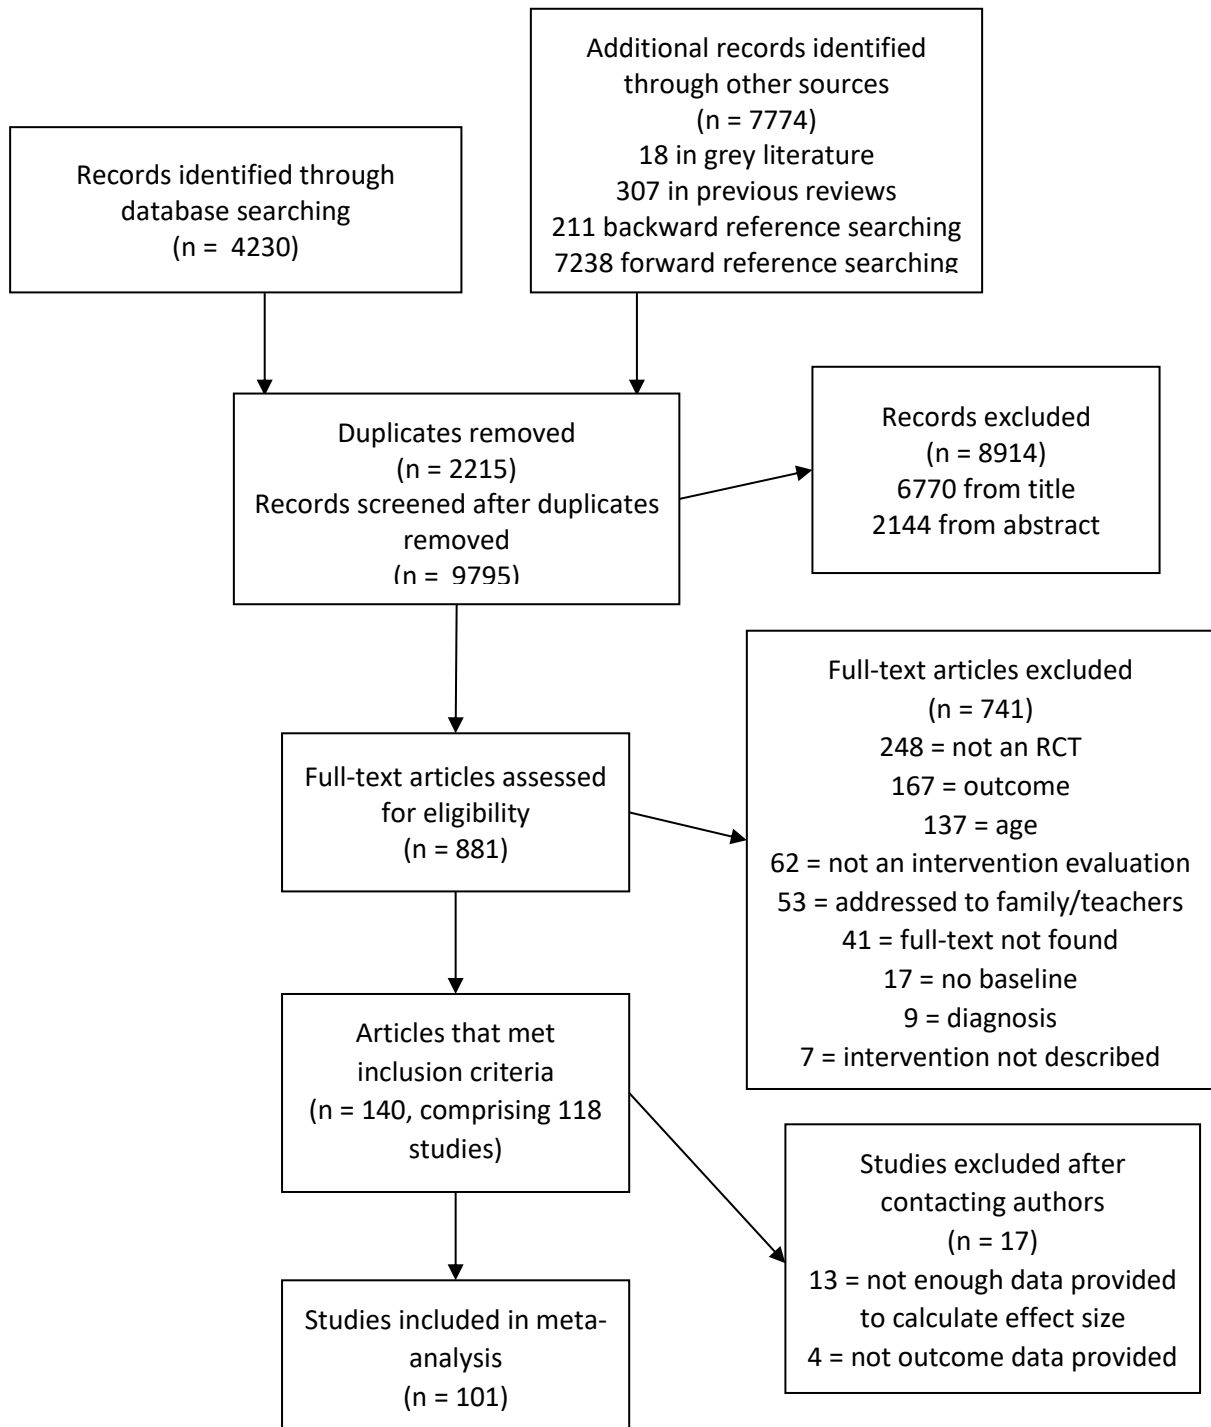 Records identified through
database searching
(n =  4230)
Additional records identified
through other sources
(n = 7774)
18 in grey literature
307 in previous reviews
211 backward reference searching
7238 forward reference searching
Duplicates removed
(n = 2215)
Records screened after duplicates
removed
(n =  9795)
Records excluded
(n = 8914)
6770 from title
2144 from abstract
Full-text articles assessed
for eligibility
(n = 881)
Full-text articles excluded
(n = 741)
248 = not an RCT
167 = outcome
137 = age
62 = not an intervention evaluation
53 = addressed to family/teachers
41 = full-text not found
17 = no baseline
9 = diagnosis
7 = intervention not described
Articles that met
inclusion criteria
(n = 140, comprising 118
studies)
Studies excluded after
contacting authors
(n = 17)
13 = not enough data provided
to calculate effect size
4 = not outcome data provided
Studies included in meta-
analysis
(n = 101)